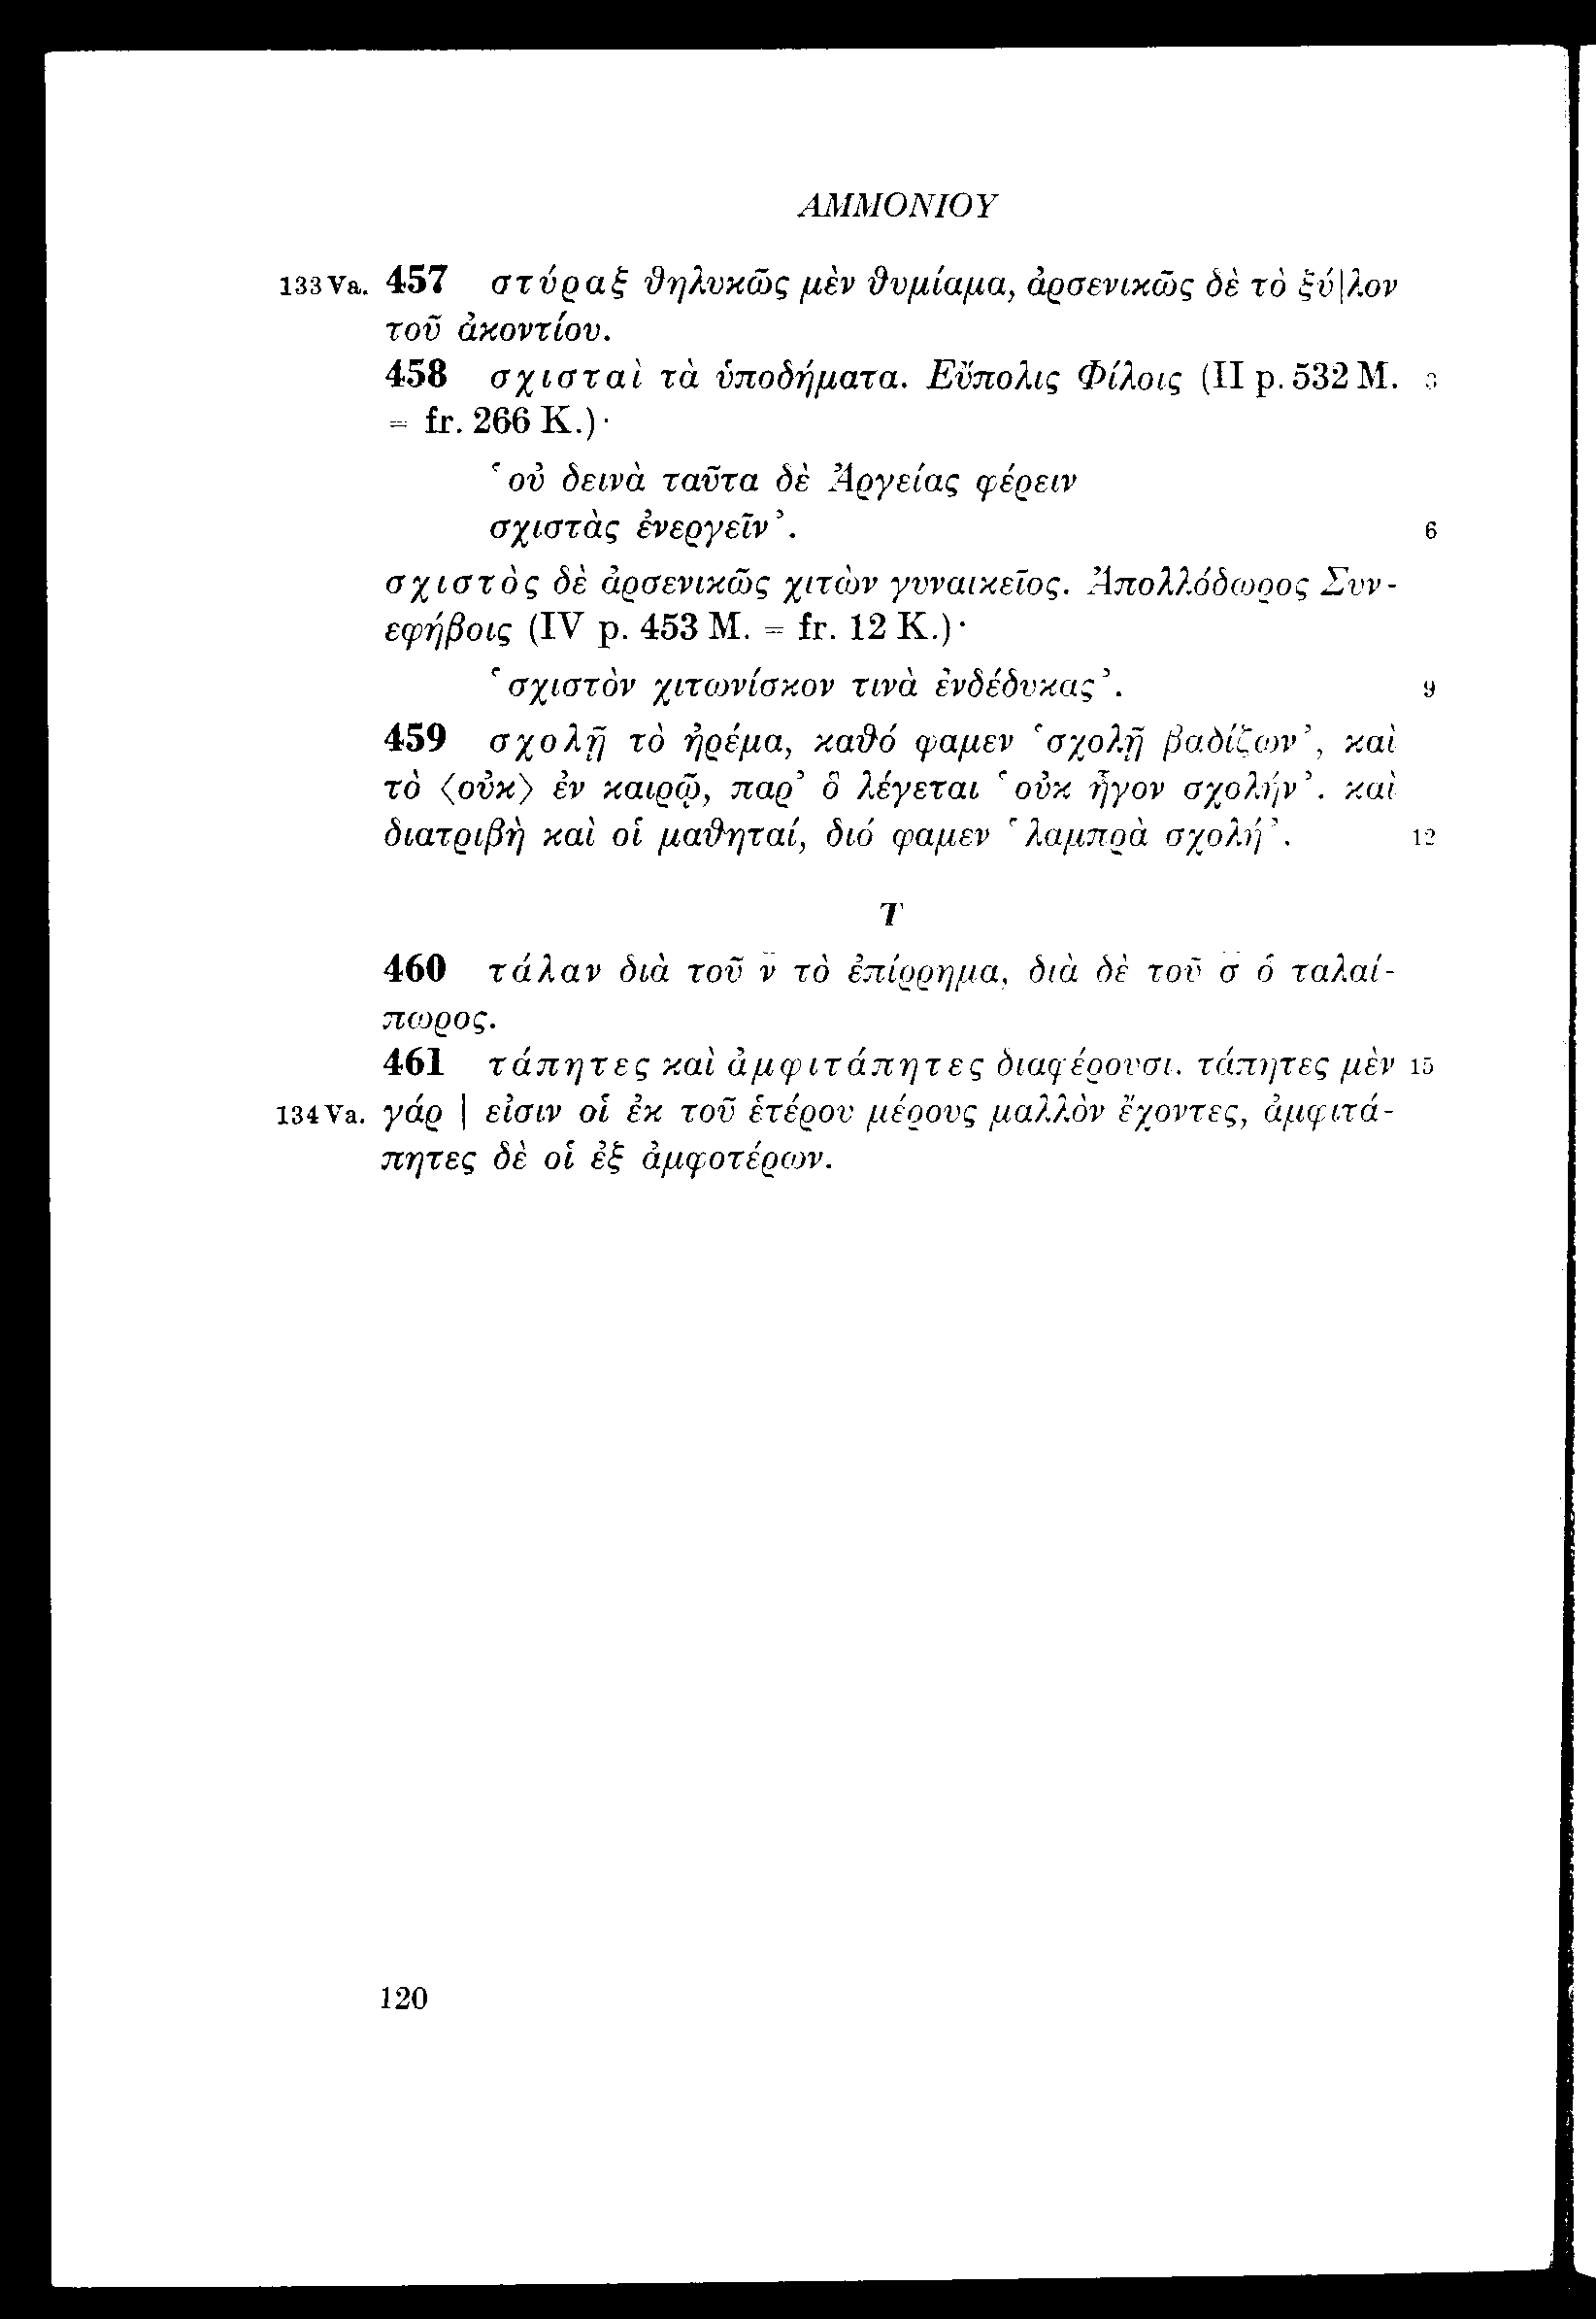 ΑΜΜΟΝΙΟΥ
133 Va. 457 στύραξ θηλυκῶς μὲν θυμίαμα, ἀρσενικῶς δὲ τὸ ξύ|λον
τοῦ ἀκοντίου.
458 σχισταὶ τὰ ὑποδήματα. Εὔπολις Φίλοις (II p. 532 M. 3
= fr. 266 K.)·
‘οὐ δεινὰ ταῦτα δὲ Ἀργείας φέρειν
σχιστὰς ἐνεργεῖν’. 6
σχιστὸς δὲ ἀρσενικῶς χιτὼν γυναικεῖος. Ἀπολλόδωρος Συν-
εφήβοις (IV p. 453 M. = fr. 12 K.)·
‘σχιστὸν χιτωνίσκον τινὰ ἐνδέδυκας’. 9
459 σχολῇ τὸ ἠρέμα, καθό φαμεν ‘σχολῇ βαδίζων’, καὶ
τὸ ⟨οὐκ⟩ ἐν καιρῷ, παρ’ ὃ λέγεται ‘οὐκ ἦγον σχολήν’. καὶ
διατριβὴ καὶ οἱ μαθηταί, διό φαμεν ‘λαμπρὰ σχολή’. 12
Τ
460 τάλαν διὰ τοῦ ν̄ τὸ ἐπίρρημα, διὰ δὲ τοῦ σ̄ ὁ ταλαί-
πωρος.
461 τάπητες καὶ ἀμφιτάπητες διαφέρουσι. τάπητες μὲν 15
134 Va. γάρ | εἰσιν οἱ ἐκ τοῦ ἑτέρου μέρους μαλλὸν ἔχοντες, ἀμφιτά-
πητες δὲ οἱ ἐξ ἀμφοτέρων.
120